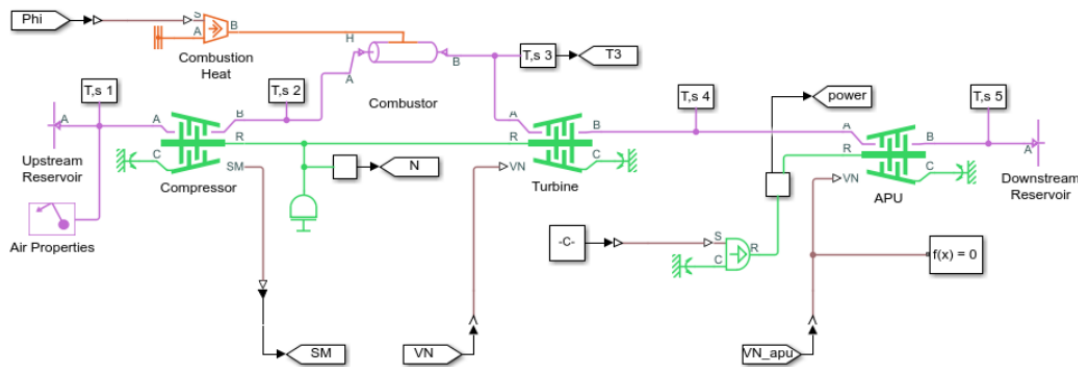 Phi
S
A
B
Combustion
Heat
H
A
B
Combustor
T,s 3
T3
T,s 1
T,s 2
T,s 4
power
T,s 5
A
Upstream
Reservoir
A
B
R
C
SM
Compressor
N
A
B
R
C
VN
Turbine
A
B
R
C
VN
APU
A
Downstream
Reservoir
Air Properties
-C-
S
C
R
f(x) = 0
SM
VN
VN_apu